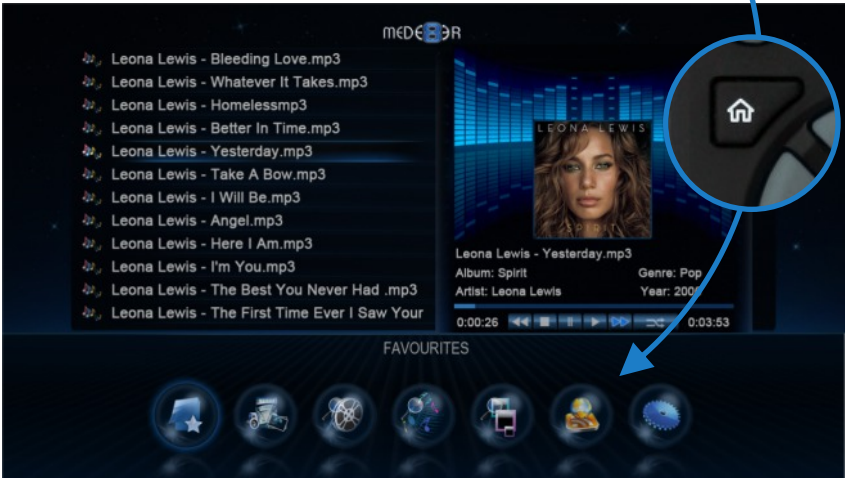 MEDE8ER
Leona Lewis - Bleeding Love.mp3
Leona Lewis - Whatever It Takes.mp3
Leona Lewis - Homelessmp3
Leona Lewis - Better In Time.mp3
Leona Lewis - Yesterday.mp3
Leona Lewis - Take A Bow.mp3
Leona Lewis - I Will Be.mp3
Leona Lewis - Angel.mp3
Leona Lewis - Here I Am.mp3
Leona Lewis - I'm You.mp3
Leona Lewis - The Best You Never Had .mp3
Leona Lewis - The First Time Ever I Saw Your
LEONA LEWIS
SPIRIT
Leona Lewis - Yesterday.mp3
Album: Spirit Genre: Pop
Artist: Leona Lewis Year:
0:00:26 0:03:53
FAVOURITES